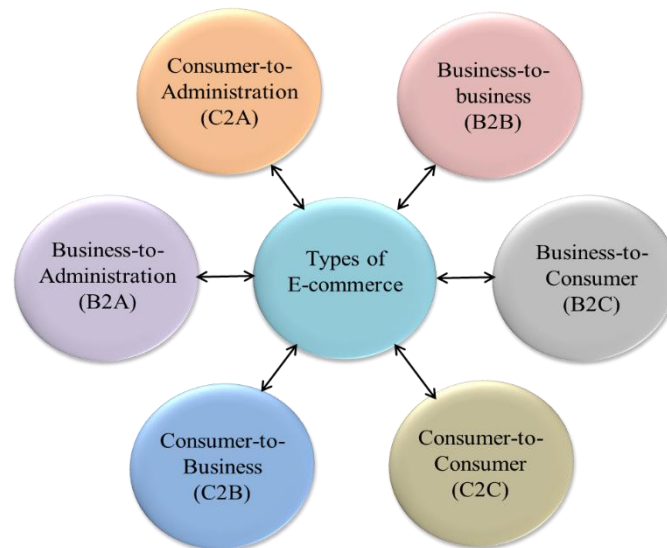 Consumer-to-
Administration
(C2A)
Business-to-
business
(B2B)
Business-to-
Administration
(B2A)
Types of
E-commerce
Business-to-
Consumer
(B2C)
Consumer-to-
Business
(C2B)
Consumer-to-
Consumer
(C2C)